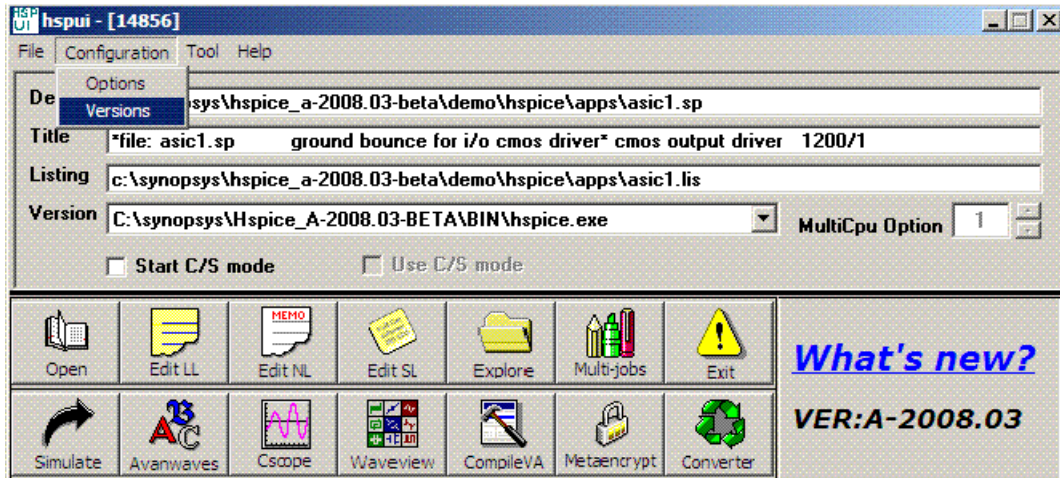 HSP UI hspui - [14856]
File Configuration Tool Help
Options
Versions
De opsys\hspice_a-2008.03-beta\demo\hspice\apps\asic1.sp
Title *file: asic1.sp ground bounce for i/o cmos driver* cmos output driver 1200/1
Listing c:\synopsys\hspice_a-2008.03-beta\demo\hspice\apps\asic1.lis
Version C:\synopsys\Hspice_A-2008.03-BETA\BIN\hspice.exe MultiCpu Option 1
Start C/S mode Use C/S mode
MEMO
Open Edit LL Edit NL Edit SL Explore Multi-jobs Exit
What's new?
VER:A-2008.03
Simulate Avanwaves Cscope Waveview CompileVA Metaencrypt Converter